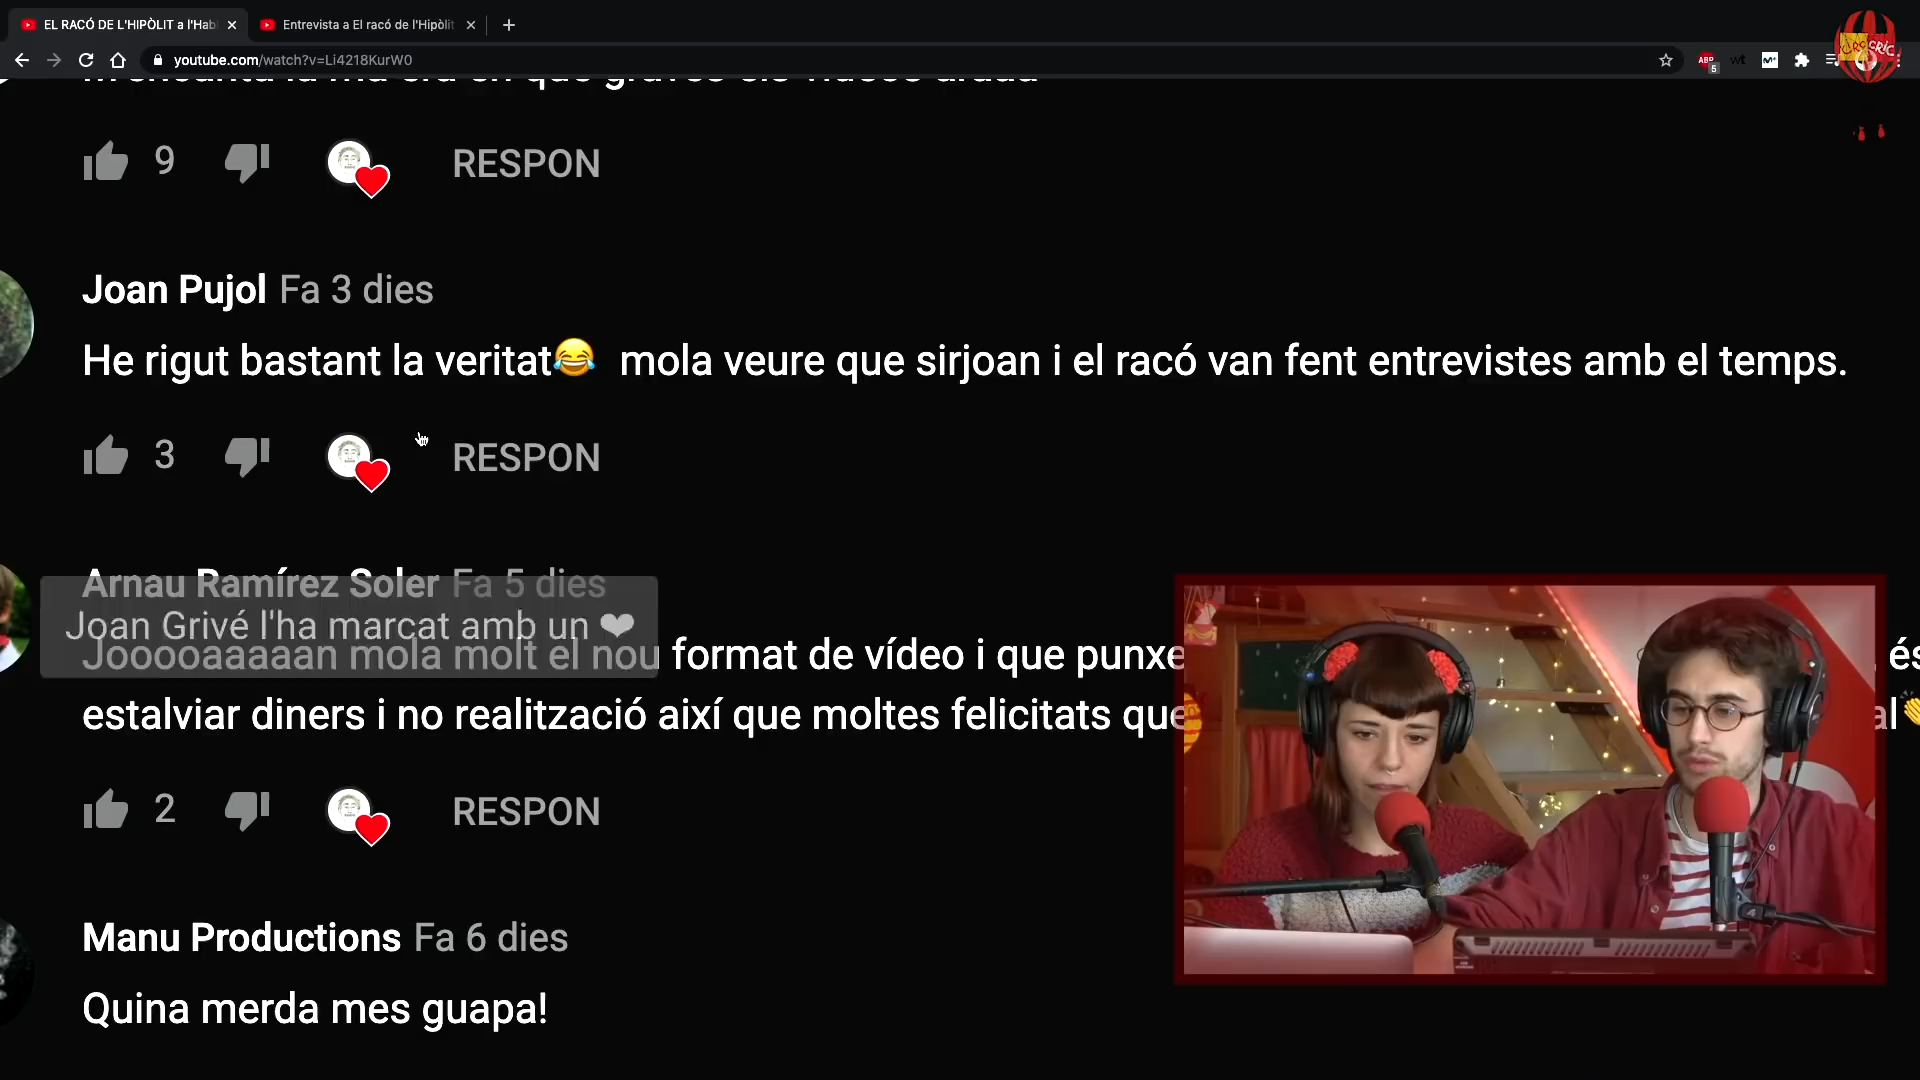 EL RACÓ DE L'HIPÒLIT a l'Hab
Entrevista a El racó de l'Hipòlit
youtube.com/watch?v=Li4218KurW0
ABP
5
wt
M+
CRIC
9
RESPON
Joan Pujol Fa 3 dies
He rigut bastant la veritat😂 mola veure que sirjoan i el racó van fent entrevistes amb el temps.
3
RESPON
Arnau Ramírez Soler Fa 5 dies
Joan Grivé l'ha marcat amb un ❤
Jooooaaaaan mola molt el nou format de vídeo i que punxe
estalviar diners i no realització així que moltes felicitats que
2
RESPON
Manu Productions Fa 6 dies
Quina merda mes guapa!